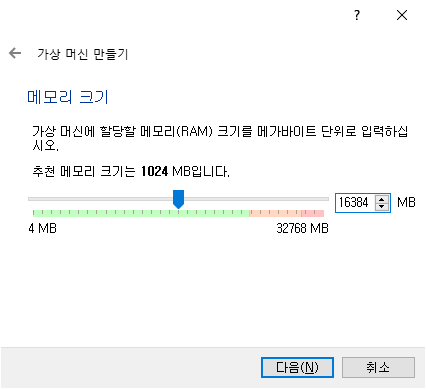 ?
가상 머신 만들기
메모리 크기
가상 머신에 할당할 메모리(RAM) 크기를 메가바이트 단위로 입력하십
시오.
추천 메모리 크기는 1024 MB입니다.
16384 MB
4 MB 32768 MB
다음(N) 취소